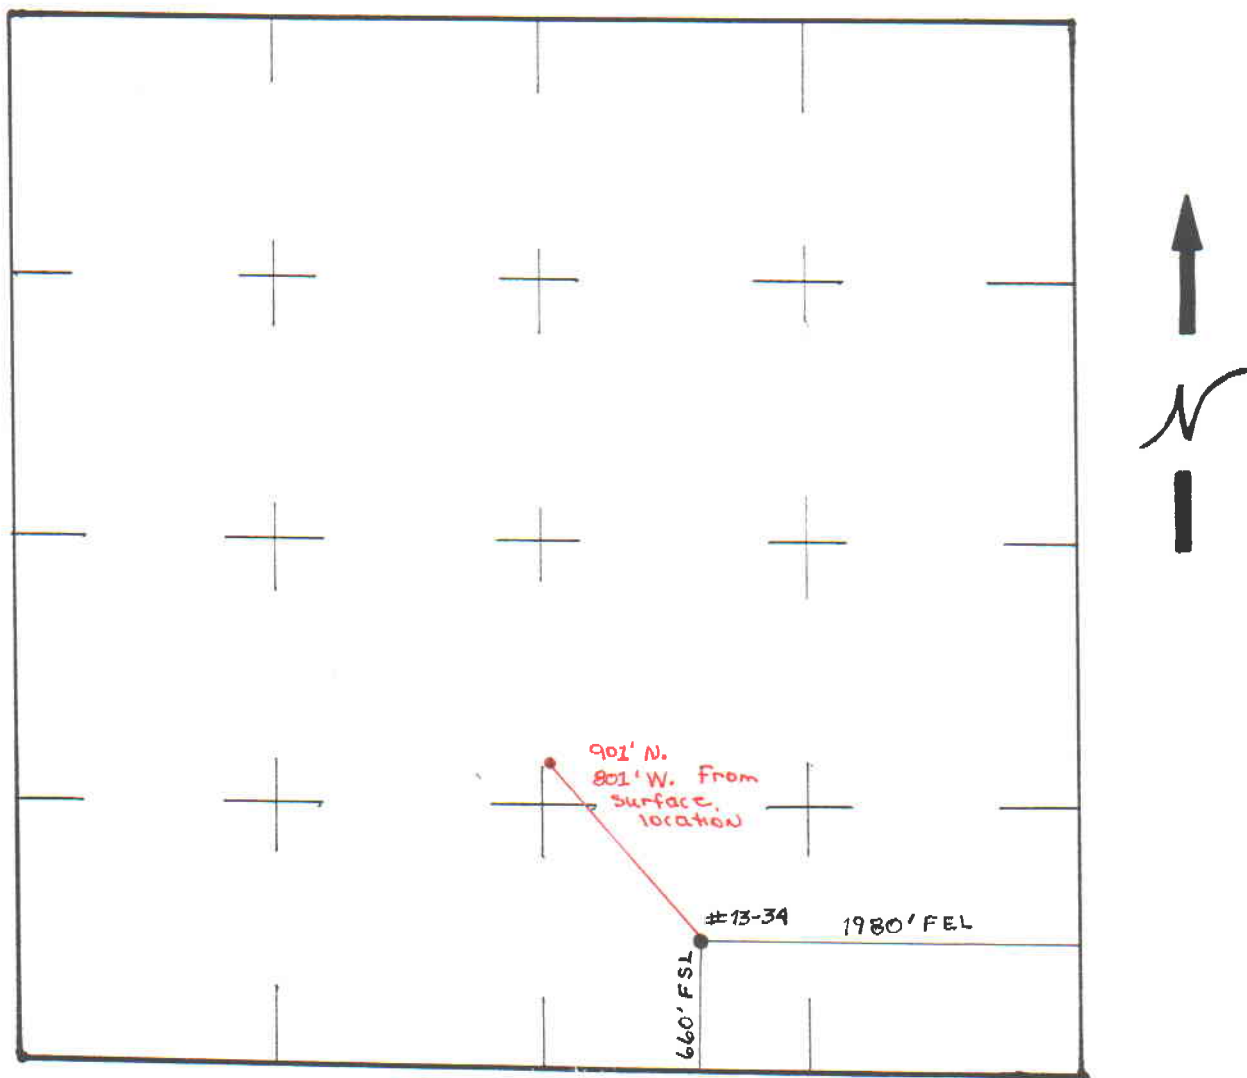 901' N.
801' W. From
surface
location
#13-34
1980' FEL
660' FSL
N